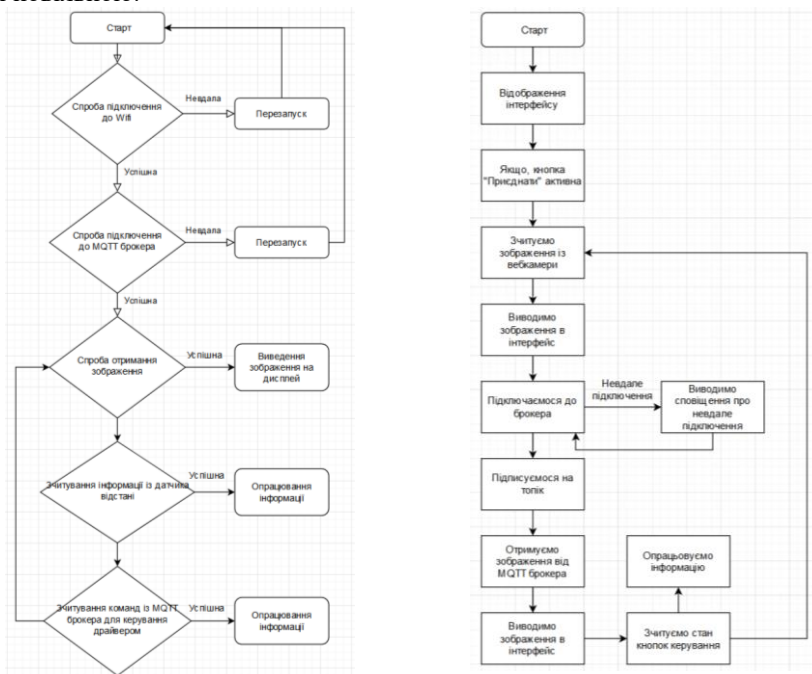 Старт
Спроба підключення
до Wifi
Невдала
Перезапуск
Успішна
Спроба підключення
до MQTT брокера
Невдала
Перезапуск
Успішна
Спроба отримання
зображення
Успішна
Виведення
зображення на
дисплей
Зчитування інформації із датчика
відстані
Успішна
Опрацювання
інформації
Зчитування команд із MQTT
брокера для керування
драйвером
Успішна
Опрацювання
інформації
Старт
Відображення
інтерфейсу
Якщо, кнопка
"Приєднати" активна
Зчитуємо
зображення із
вебкамери
Виводимо
зображення в
інтерфейс
Підключаємося до
брокера
Невдале
підключення
Виводимо
сповіщення про
невдале
підключення
Підписуємося на
топік
Отримуємо
зображення від
MQTT брокера
Опрацьовуємо
інформацію
Виводимо
зображення в
інтерфейс
Зчитуємо стан
кнопок керування